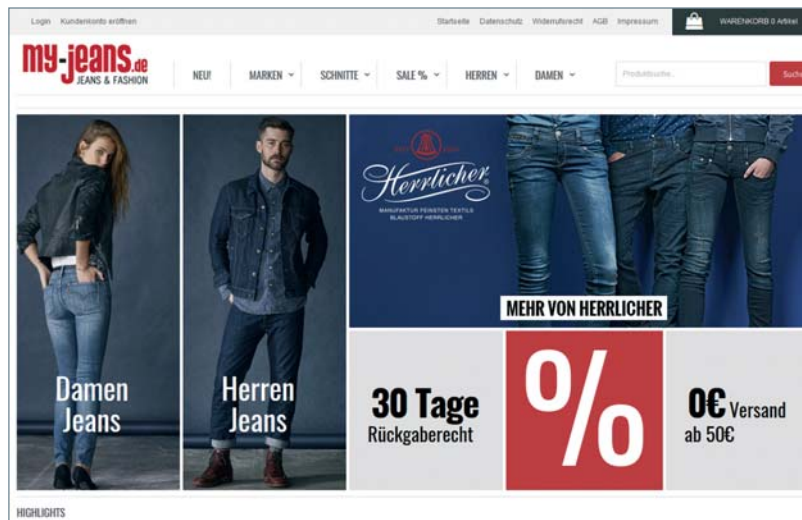 Login Kundenkonto eröffnen
Startseite Datenschutz Widerrufsrecht AGB Impressum
WARENKORB 0 Artikel
my-jeans.de
JEANS & FASHION
NEU!
MARKEN
SCHNITTE
SALE %
HERREN
DAMEN
Produktsuche...
Herrlicher
MANUFAKTUR FEINSTEN TEXTILS
BLAUSTOFF HERRLICHER
MEHR VON HERRLICHER
Damen
Jeans
Herren
Jeans
30 Tage
Rückgaberecht
%
0€ Versand
ab 50€
HIGHLIGHTS